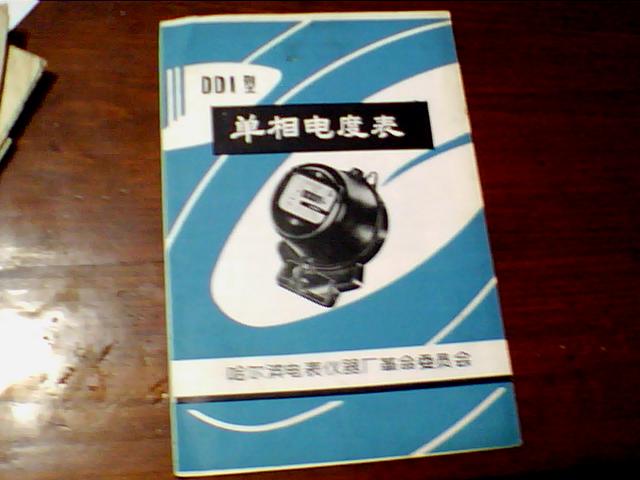 DD1型
单相电度表
哈尔滨电表仪器厂革命委员会